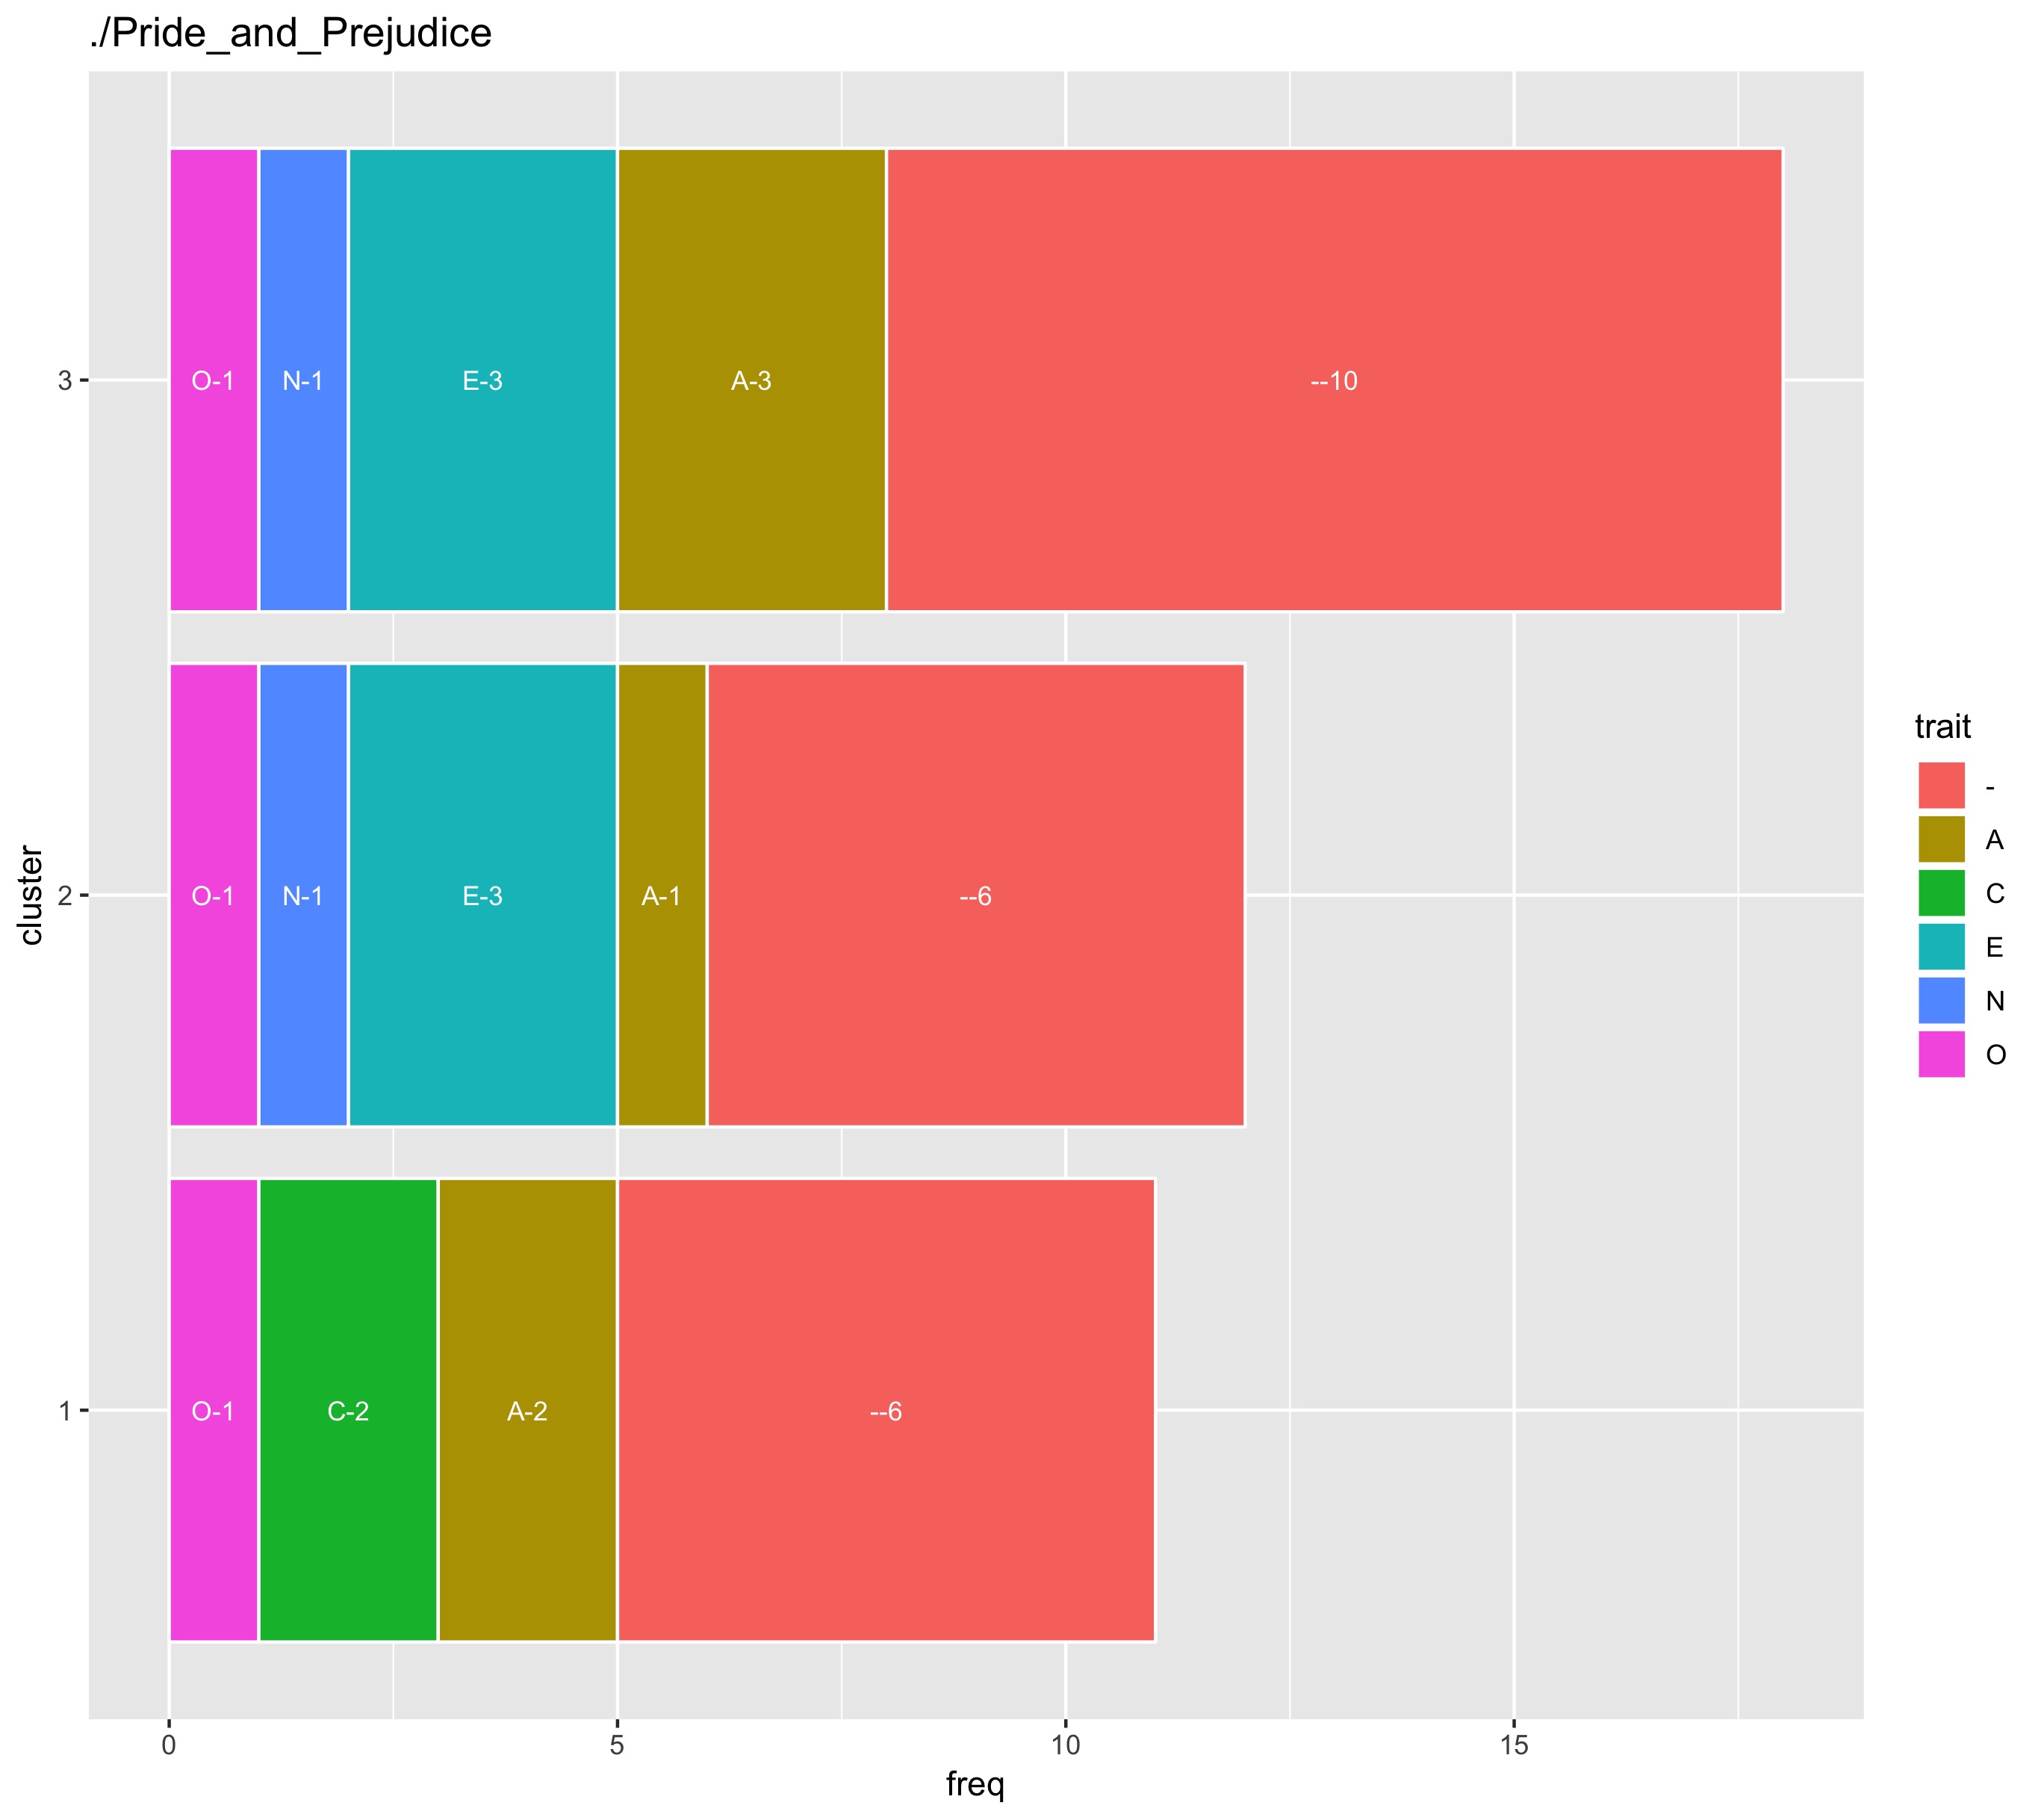 ./Pride_and_Prejudice
3
O-1 N-1 E-3 A-3 --10
cluster
2
O-1 N-1 E-3 A-1 --6
1
O-1 C-2 A-2 --6
0 5 10 15
freq
trait
-
A
C
E
N
O